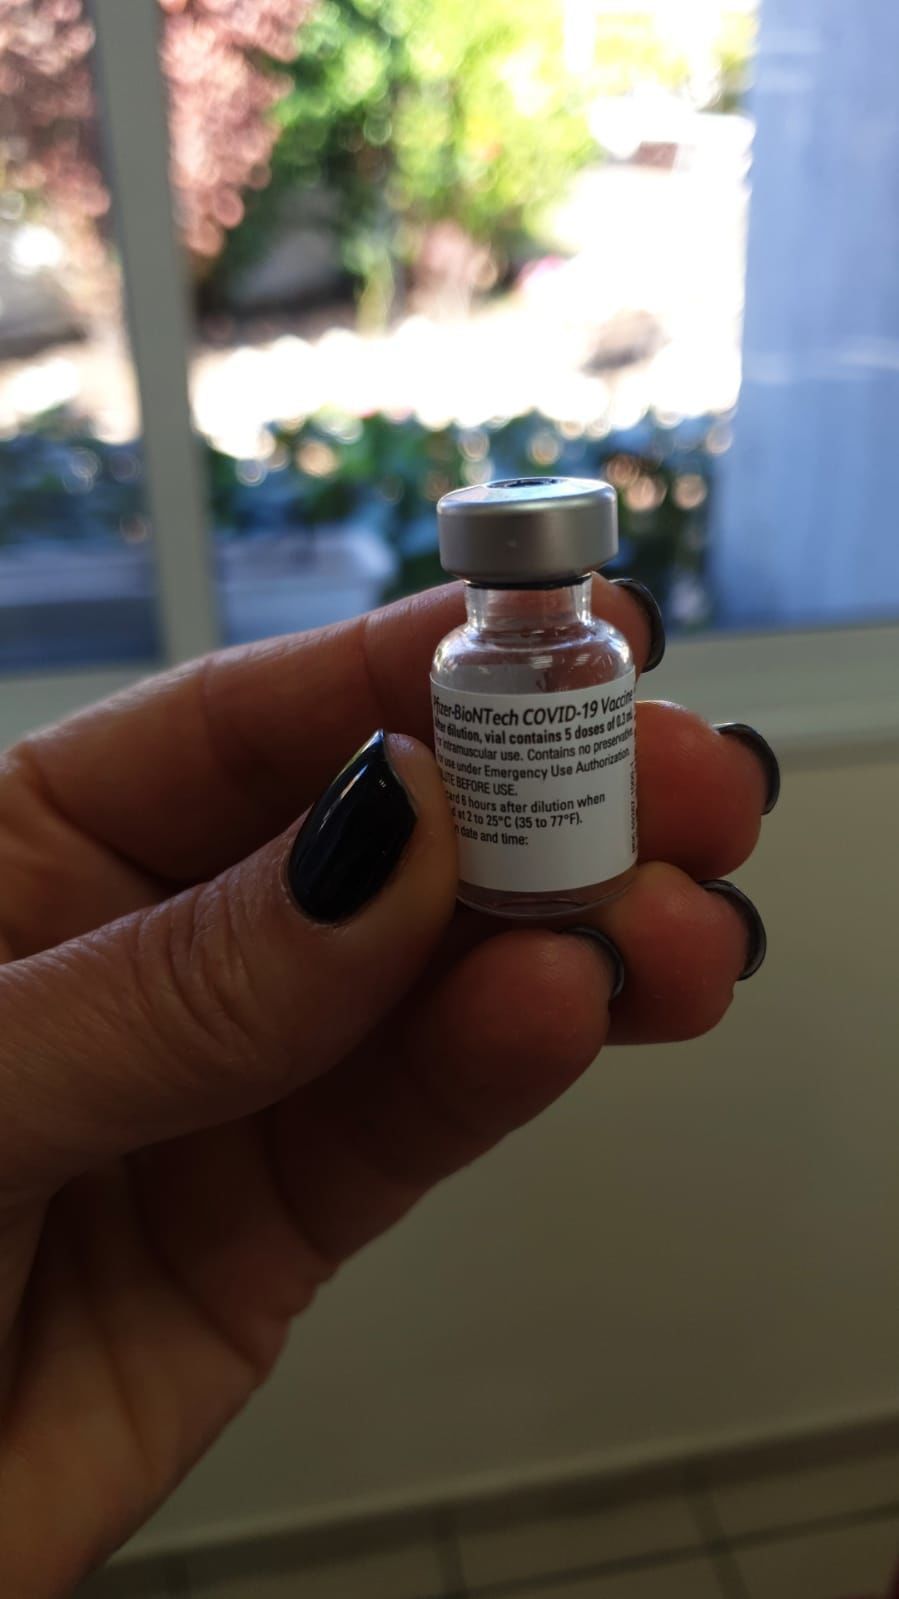 Pfizer-BioNTech COVID-19 Vaccine
After dilution, vial contains 5 doses of 0.3 mL
For intramuscular use. Contains no preservative.
For use under Emergency Use Authorization.
DILUTE BEFORE USE.
6 hours after dilution when
at 2 to 25°C (35 to 77°F).
date and time: